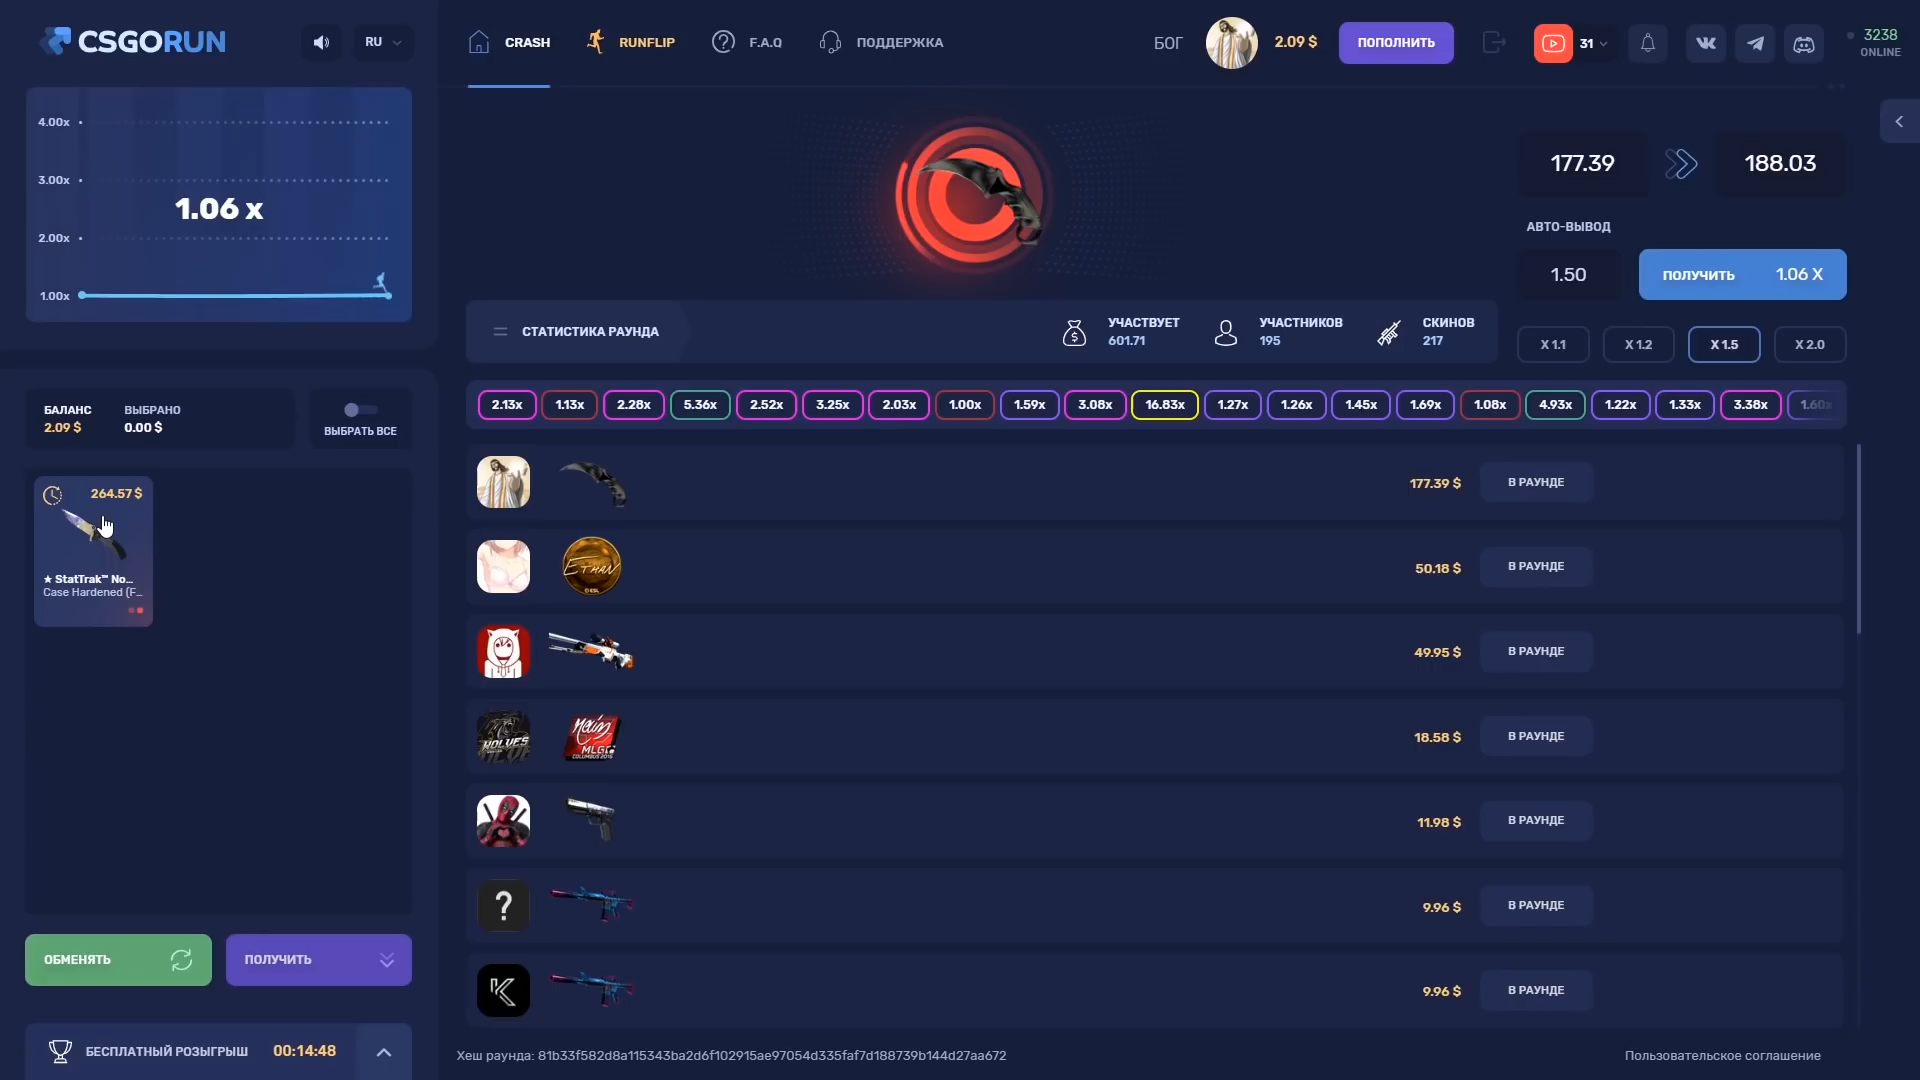 CSGORUN
RU
CRASH
RUNFLIP
F.A.Q
ПОДДЕРЖКА
БОГ
2.09 $
ПОПОЛНИТЬ
31
3238
ONLINE
4.00x
3.00x
2.00x
1.00x
1.06 x
177.39
188.03
АВТО-ВЫВОД
1.50
ПОЛУЧИТЬ 1.06 X
X 1.1 X 1.2 X 1.5 X 2.0
СТАТИСТИКА РАУНДА
УЧАСТВУЕТ
601.71
УЧАСТНИКОВ
195
СКИНОВ
217
2.13x 1.13x 2.28x 5.36x 2.52x 3.25x 2.03x 1.00x 1.59x 3.08x 16.83x 1.27x 1.26x 1.45x 1.69x 1.08x 4.93x 1.22x 1.33x 3.38x 1.60x
БАЛАНС
2.09 $
ВЫБРАНО
0.00 $
ВЫБРАТЬ ВСЕ
264.57 $
★ StatTrak™ No...
Case Hardened (F...
177.39 $ В РАУНДЕ
ETHAN
50.18 $ В РАУНДЕ
49.95 $ В РАУНДЕ
WOLVES
MLG
COLUMBUS 2016
18.58 $ В РАУНДЕ
11.98 $ В РАУНДЕ
?
9.96 $ В РАУНДЕ
K
9.96 $ В РАУНДЕ
ОБМЕНЯТЬ
ПОЛУЧИТЬ
БЕСПЛАТНЫЙ РОЗЫГРЫШ 00:14:48
Хеш раунда: 81b33f582d8a115343ba2d6f102915ae97054d335faf7d188739b144d27aa672
Пользовательское соглашение